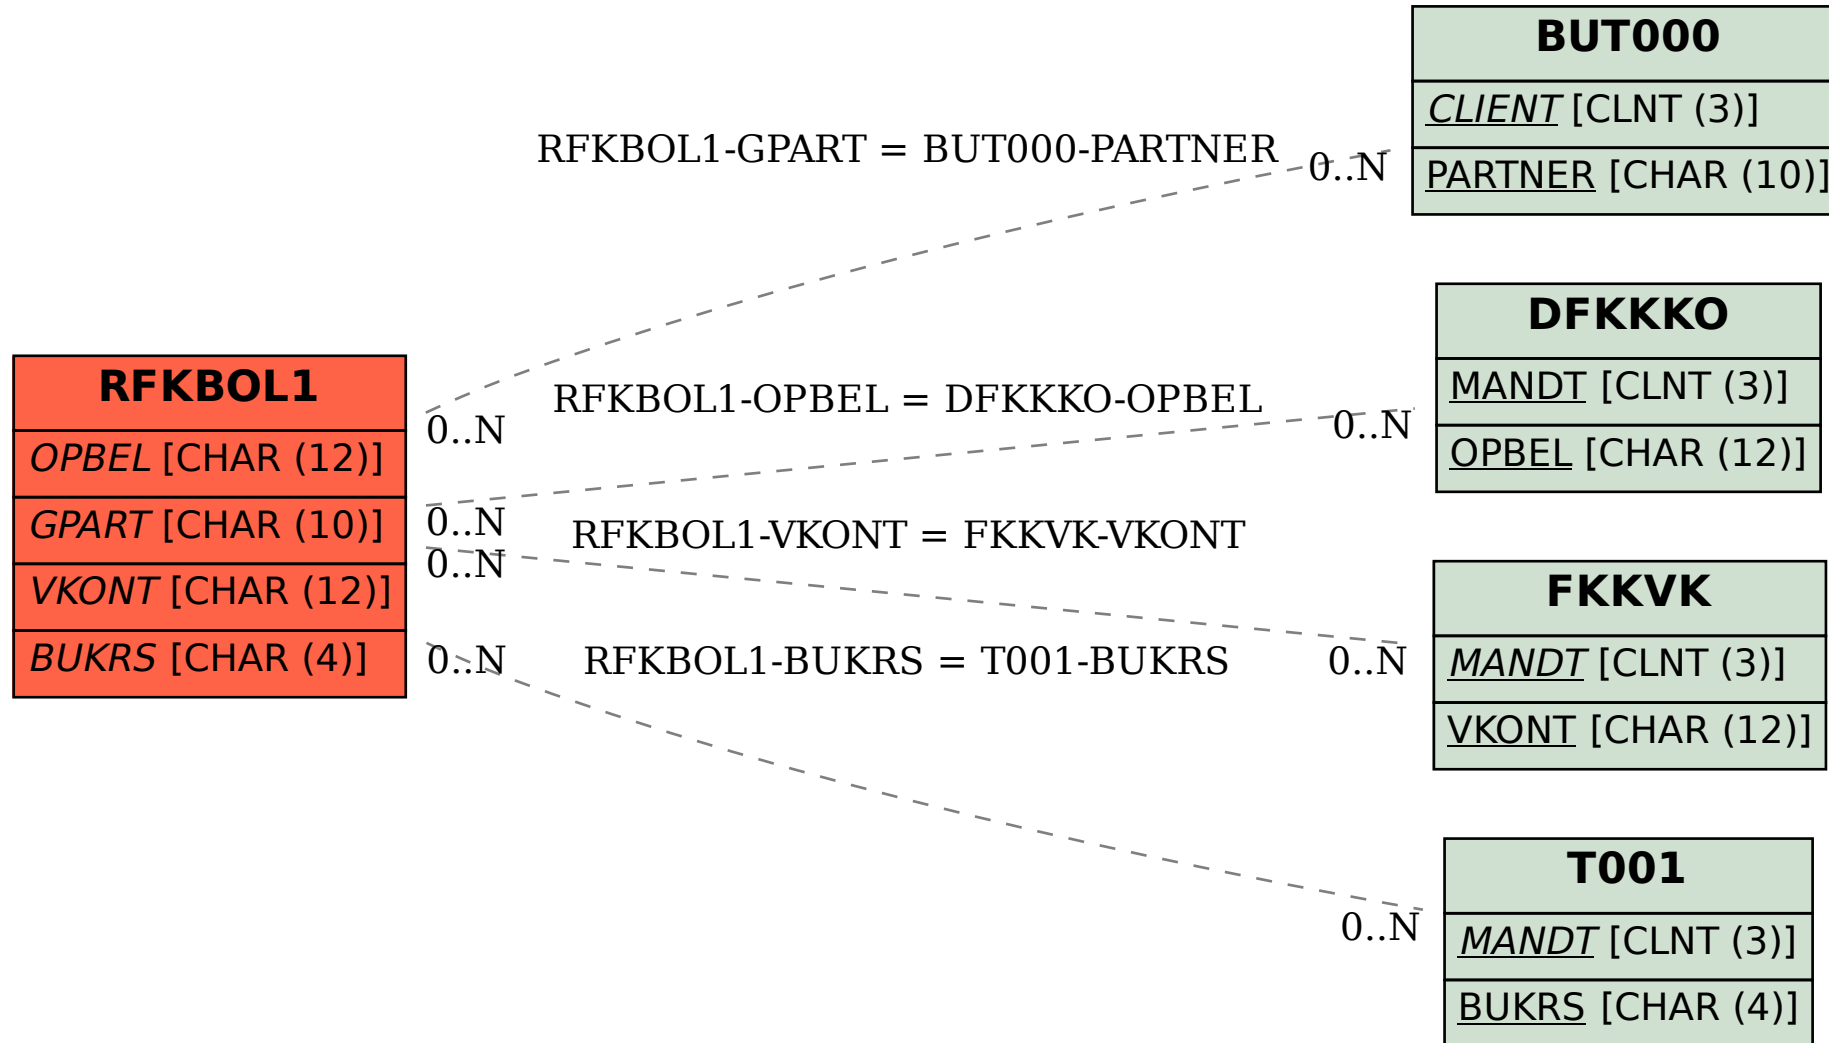 BUT000
CLIENT [CLNT (3)]
PARTNER [CHAR (10)]
RFKBOL1-GPART = BUT000-PARTNER
0..N
0..N
DFKKKO
MANDT [CLNT (3)]
OPBEL [CHAR (12)]
RFKBOL1-OPBEL = DFKKKO-OPBEL
0..N
0..N
RFKBOL1
OPBEL [CHAR (12)]
GPART [CHAR (10)]
VKONT [CHAR (12)]
BUKRS [CHAR (4)]
RFKBOL1-VKONT = FKKVK-VKONT
0..N
0..N
FKKVK
MANDT [CLNT (3)]
VKONT [CHAR (12)]
RFKBOL1-BUKRS = T001-BUKRS
0..N
0..N
T001
MANDT [CLNT (3)]
BUKRS [CHAR (4)]